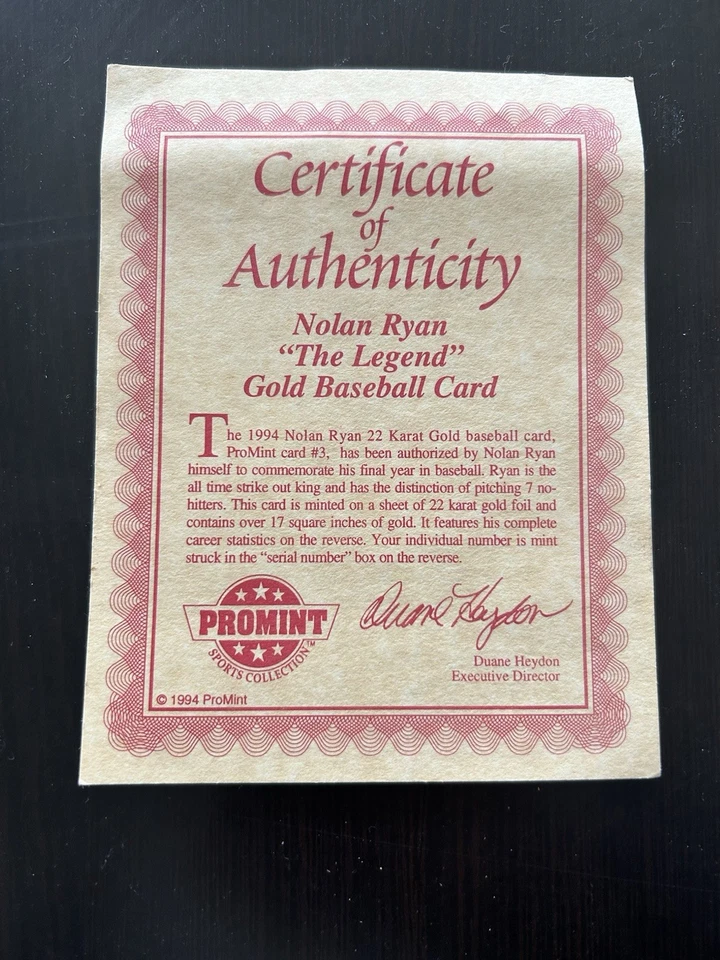 Certificate
of
Authenticity
Nolan Ryan
“The Legend”
Gold Baseball Card
The 1994 Nolan Ryan 22 Karat Gold baseball card,
ProMint card #3, has been authorized by Nolan Ryan
himself to commemorate his final year in baseball. Ryan is the
all time strike out king and has the distinction of pitching 7 no-
hitters. This card is minted on a sheet of 22 karat gold foil and
contains over 17 square inches of gold. It features his complete
career statistics on the reverse. Your individual number is mint
struck in the “serial number” box on the reverse.
PROMINT
SPORTS COLLECTION™
Duane Heydon
Duane Heydon
Executive Director
© 1994 ProMint